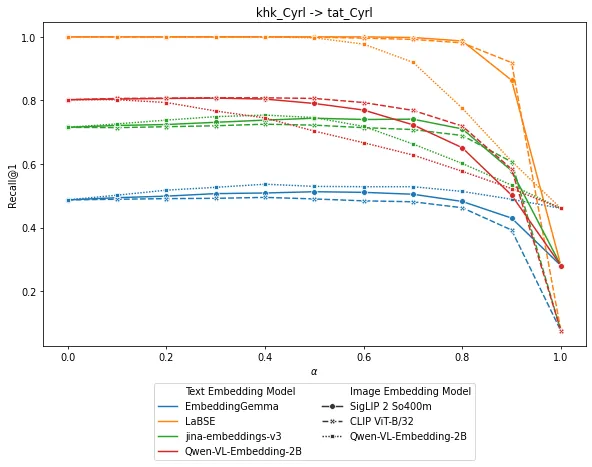 khk_Cyrl -> tat_Cyrl
Recall@1
1.0
0.8
0.6
0.4
0.2
0.0 0.2 0.4 0.6 0.8 1.0
α
Text Embedding Model
EmbeddingGemma
LaBSE
jina-embeddings-v3
Qwen-VL-Embedding-2B
Image Embedding Model
SigLIP 2 So400m
CLIP ViT-B/32
Qwen-VL-Embedding-2B